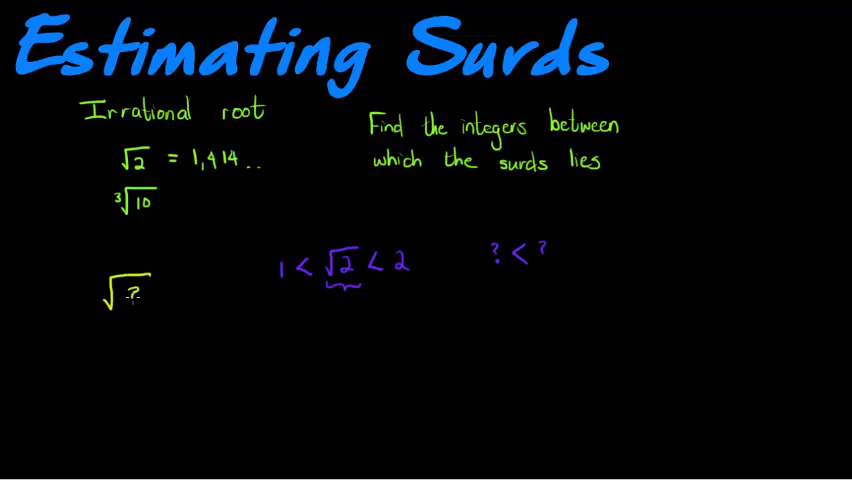 Estimating Surds
Irrational root
√2 = 1,414..
∛10
Find the integers between
which the surds lies
1 < √2 < 2
? < ?
√?